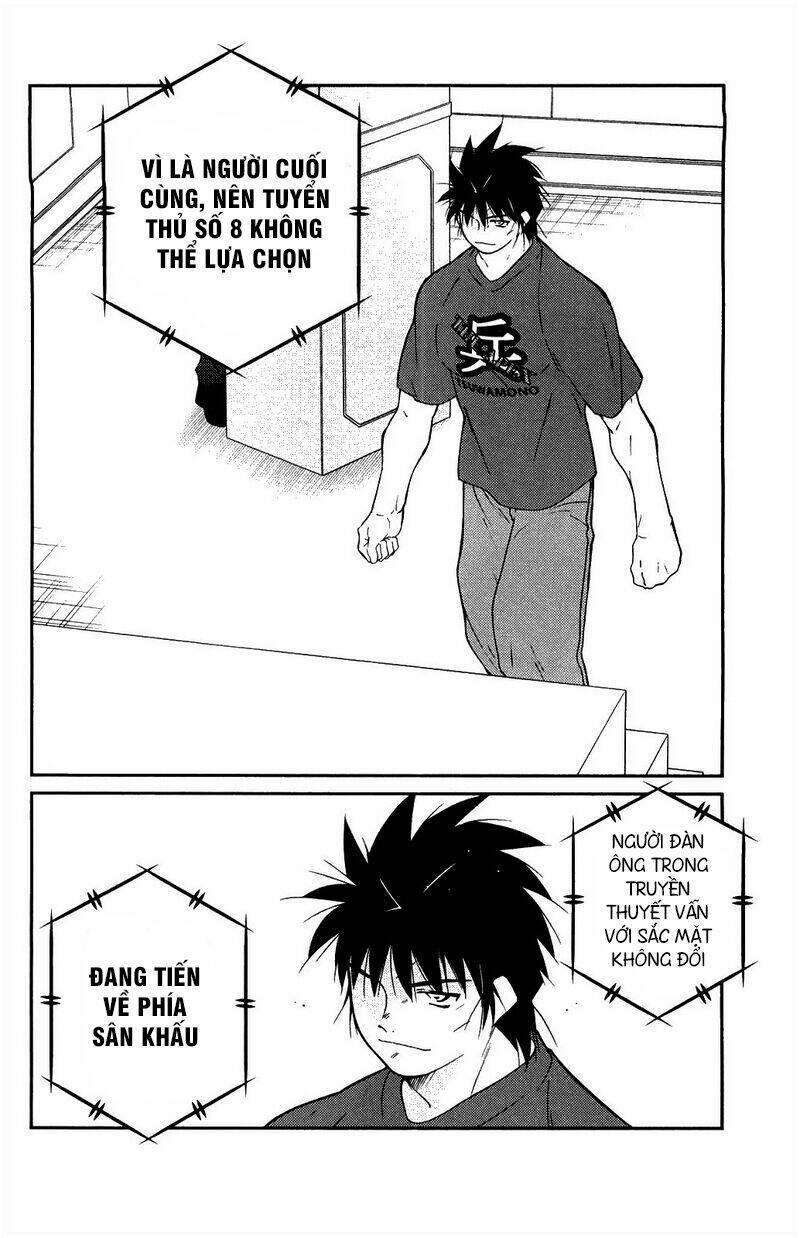 VÌ LÀ NGƯỜI CUỐI
CÙNG, NÊN TUYỂN
THỦ SỐ 8 KHÔNG
THỂ LỰA CHỌN
兵
TSUWAMONO
NGƯỜI ĐÀN
ÔNG TRONG
TRUYỀN
THUYẾT VẤN
VỚI SẮC MẶT
KHÔNG ĐỔI
ĐANG TIẾN
VỀ PHÍA
SÂN KHẤU